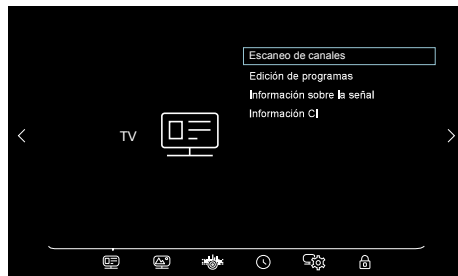 Escaneo de canales
Edición de programas
Información sobre la señal
Información CI
TV